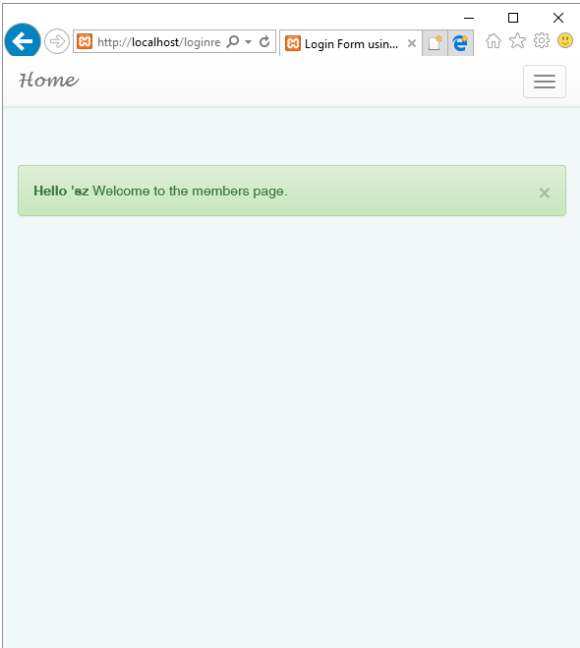 http://localhost/loginre
Login Form usin...
Home
Hello 'sz Welcome to the members page.